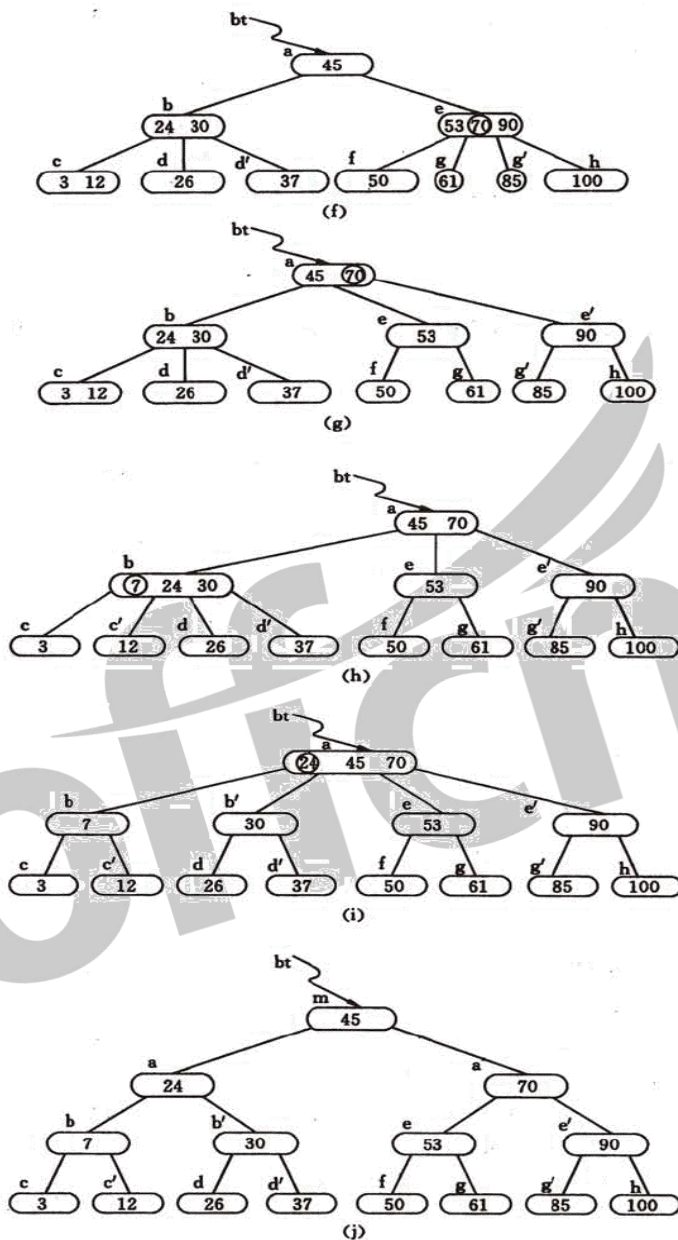 bt
a
45
b e
24 30 53 70 90
c d d′ f g g′ h
3 12 26 37 50 61 85 100
(f)
bt
a
45 70
b e e′
24 30 53 90
c d d′ f g g′ h
3 12 26 37 50 61 85 100
(g)
bt
a
45 70
b e e′
7 24 30 53 90
c c′ d d′ f g g′ h
3 12 26 37 50 61 85 100
(h)
bt
a
24 45 70
b b′ e e′
7 30 53 90
c c′ d d′ f g g′ h
3 12 26 37 50 61 85 100
(i)
bt
m
45
a a
24 70
b b′ e e′
7 30 53 90
c c′ d d′ f g g′ h
3 12 26 37 50 61 85 100
(j)